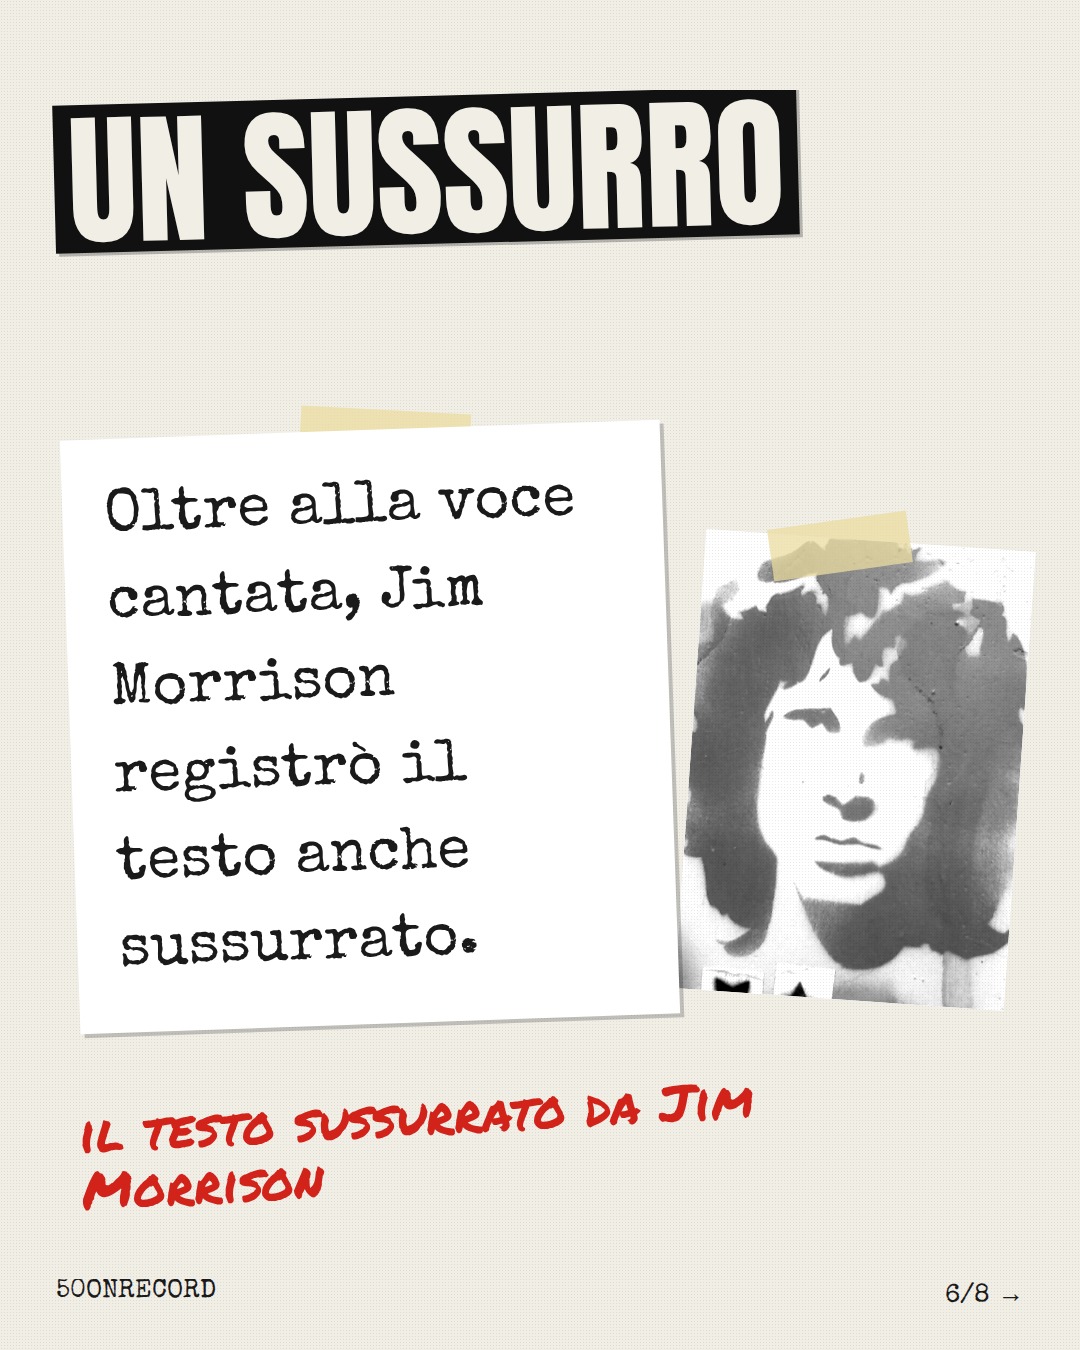 UN SUSSURRO
Oltre alla voce
cantata, Jim
Morrison
registrò il
testo anche
sussurrato.
IL TESTO SUSSURRATO DA JIM
MORRISON
500NRECORD
6/8 →